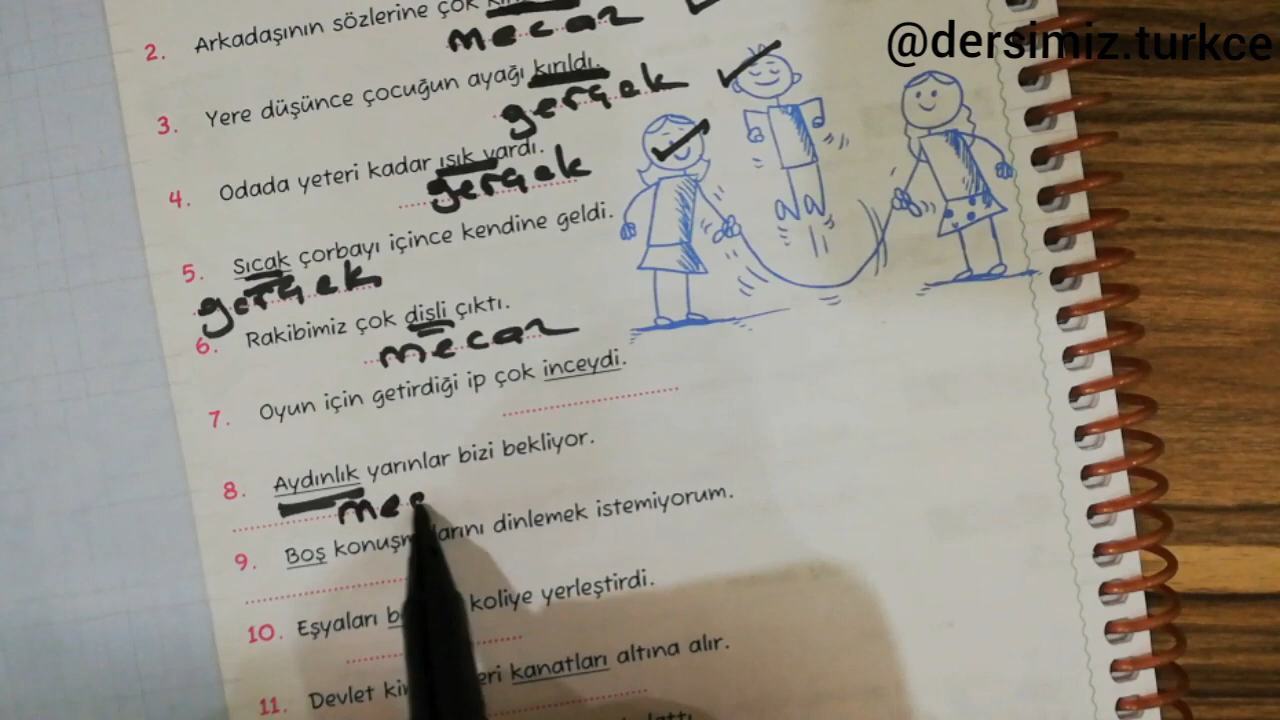 @dersimiz.turkce
2. Arkadaşının sözlerine çok
mecaz
3. Yere düşünce çocuğun ayağı kırıldı.
gerçek
4. Odada yeteri kadar ışık vardı.
gerçek
5. Sıcak çorbayı içince kendine geldi.
gerçek
6. Rakibimiz çok dişli çıktı.
mecaz
7. Oyun için getirdiği ip çok inceydi.
8. Aydınlık yarınlar bizi bekliyor.
mec
9. Boş dinlemek istemiyorum.
10. Eşyaları koliye yerleştirdi.
11. Devlet kanatları altına alır.